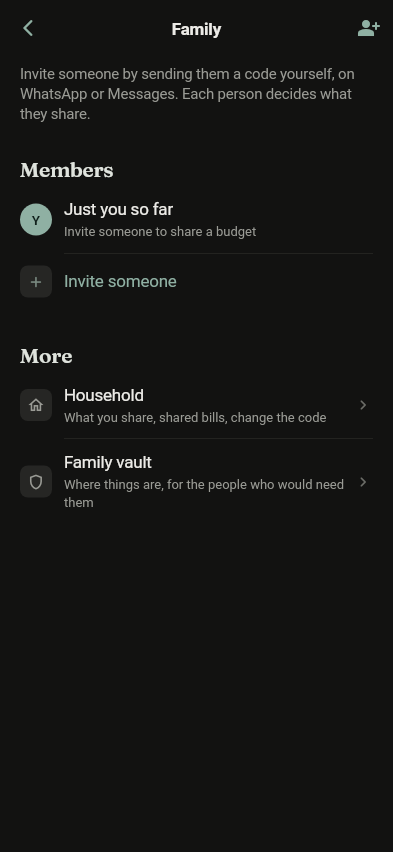 Family
Invite someone by sending them a code yourself, on
WhatsApp or Messages. Each person decides what
they share.
Members
Y
Just you so far
Invite someone to share a budget
Invite someone
More
Household
What you share, shared bills, change the code
Family vault
Where things are, for the people who would need
them